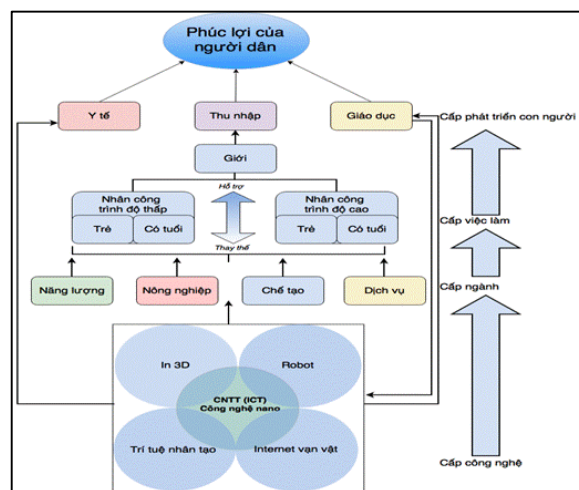 Phúc lợi của
người dân
Y tế
Thu nhập
Giáo dục
Cấp phát triển con người
Giới
Hỗ trợ
Nhân công
trình độ thấp
Nhân công
trình độ cao
Trẻ
Có tuổi
Trẻ
Có tuổi
Cấp việc làm
Thay thế
Năng lượng
Nông nghiệp
Chế tạo
Dịch vụ
Cấp ngành
In 3D
Robot
CNTT (ICT)
Công nghệ nano
Trí tuệ nhân tạo
Internet vạn vật
Cấp công nghệ